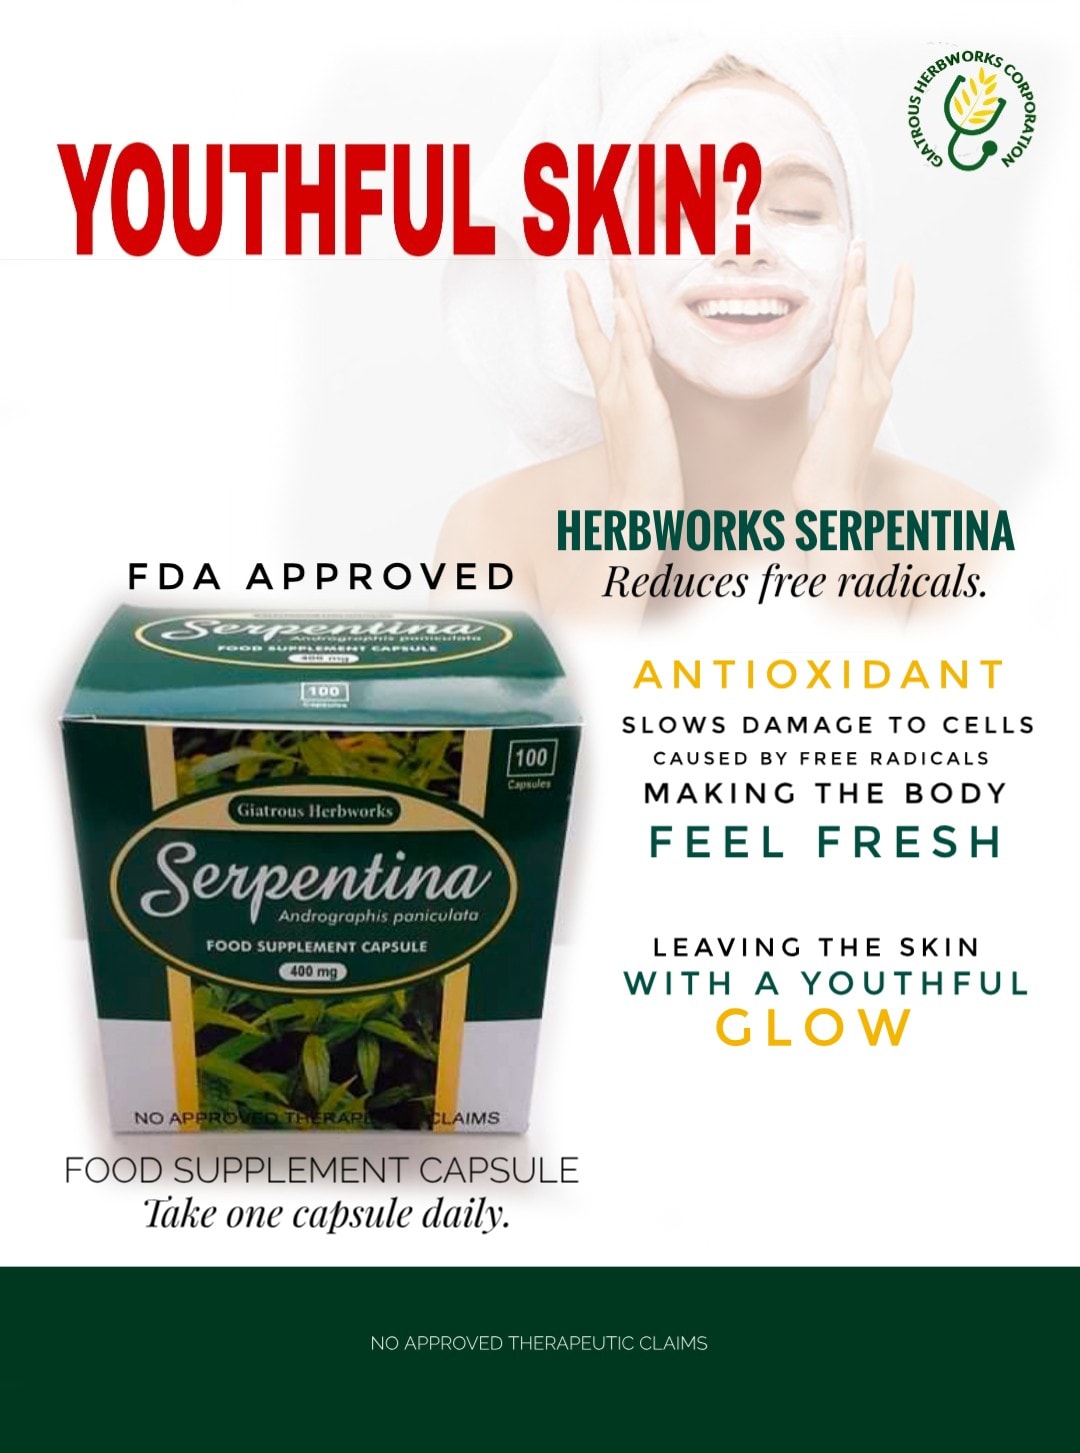 GIATROUS HERBWORKS CORPORATION
YOUTHFUL SKIN?
HERBWORKS SERPENTINA
Reduces free radicals.
FDA APPROVED
Serpentina
Andrographis paniculata
FOOD SUPPLEMENT CAPSULE
400 mg
100
Capsules
100
Capsules
Giatrous Herbworks
Serpentina
Andrographis paniculata
FOOD SUPPLEMENT CAPSULE
400 mg
NO APPROVED THERAPEUTIC CLAIMS
FOOD SUPPLEMENT CAPSULE
Take one capsule daily.
ANTIOXIDANT
SLOWS DAMAGE TO CELLS
CAUSED BY FREE RADICALS
MAKING THE BODY
FEEL FRESH
LEAVING THE SKIN
WITH A YOUTHFUL
GLOW
NO APPROVED THERAPEUTIC CLAIMS